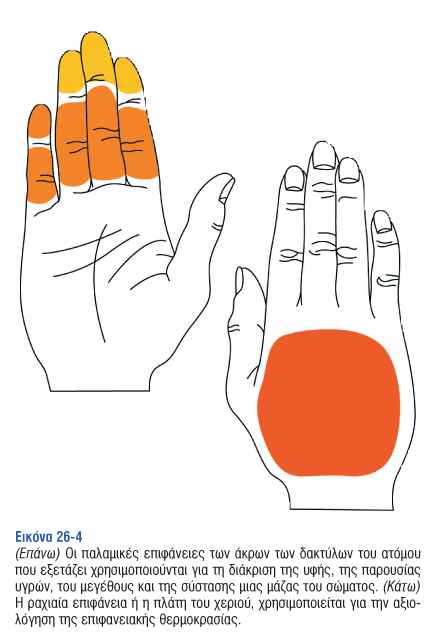 Εικόνα 26-4
(Επάνω) Οι παλαμικές επιφάνειες των άκρων των δακτύλων του ατόμου
που εξετάζει χρησιμοποιούνται για τη διάκριση της υφής, της παρουσίας
υγρών, του μεγέθους και της σύστασης μιας μάζας του σώματος. (Κάτω)
Η ραχιαία επιφάνεια ή η πλάτη του χεριού, χρησιμοποιείται για την αξιο-
λόγηση της επιφανειακής θερμοκρασίας.